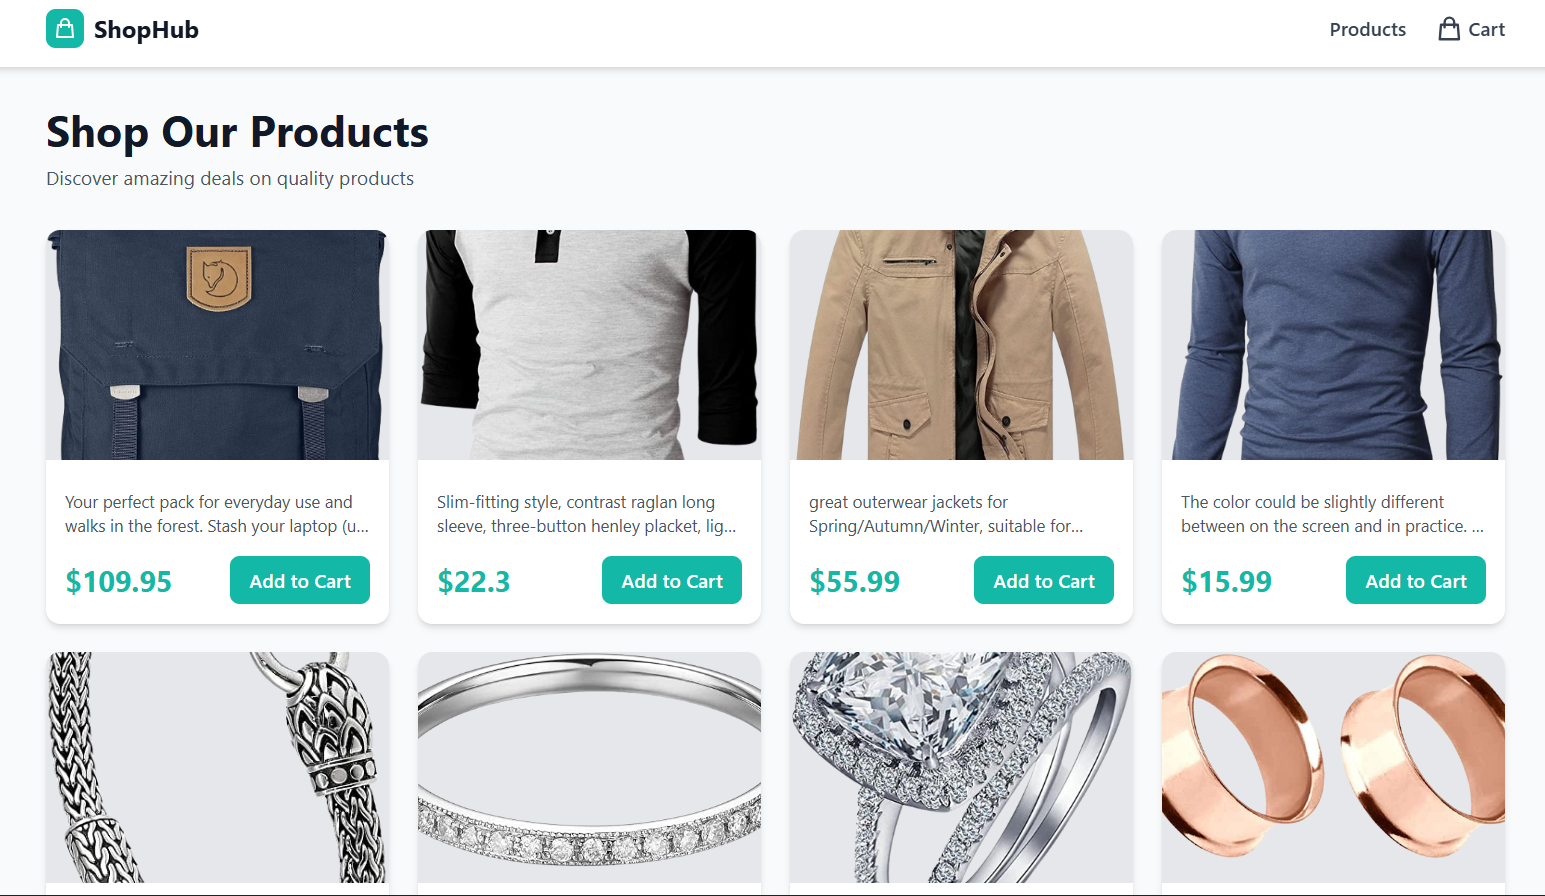 ShopHub
Products
Cart
Shop Our Products
Discover amazing deals on quality products
Your perfect pack for everyday use and
walks in the forest. Stash your laptop (u...
$109.95
Add to Cart
Slim-fitting style, contrast raglan long
sleeve, three-button henley placket, lig...
$22.3
Add to Cart
great outerwear jackets for
Spring/Autumn/Winter, suitable for...
$55.99
Add to Cart
The color could be slightly different
between on the screen and in practice. ...
$15.99
Add to Cart